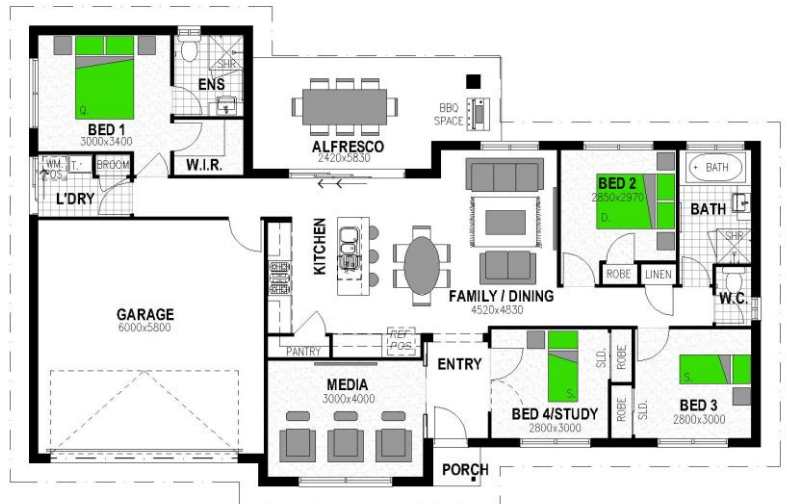 SHR
ENS
Q.
BED 1
3000x3400
W.I.R.
WM
POS.
T.
BROOM
L'DRY
BBQ
SPACE
ALFRESCO
2420x5830
BED 2
2850x2970
D.
BATH
BATH
SHR
ROBE
LINEN
W.C.
KITCHEN
FAMILY / DINING
4520x4830
GARAGE
6000x5800
PANTRY
REF
POS.
ENTRY
MEDIA
3000x4000
S.
BED 4/STUDY
2800x3000
SLD.
ROBE
ROBE
SLD.
S.
BED 3
2800x3000
PORCH